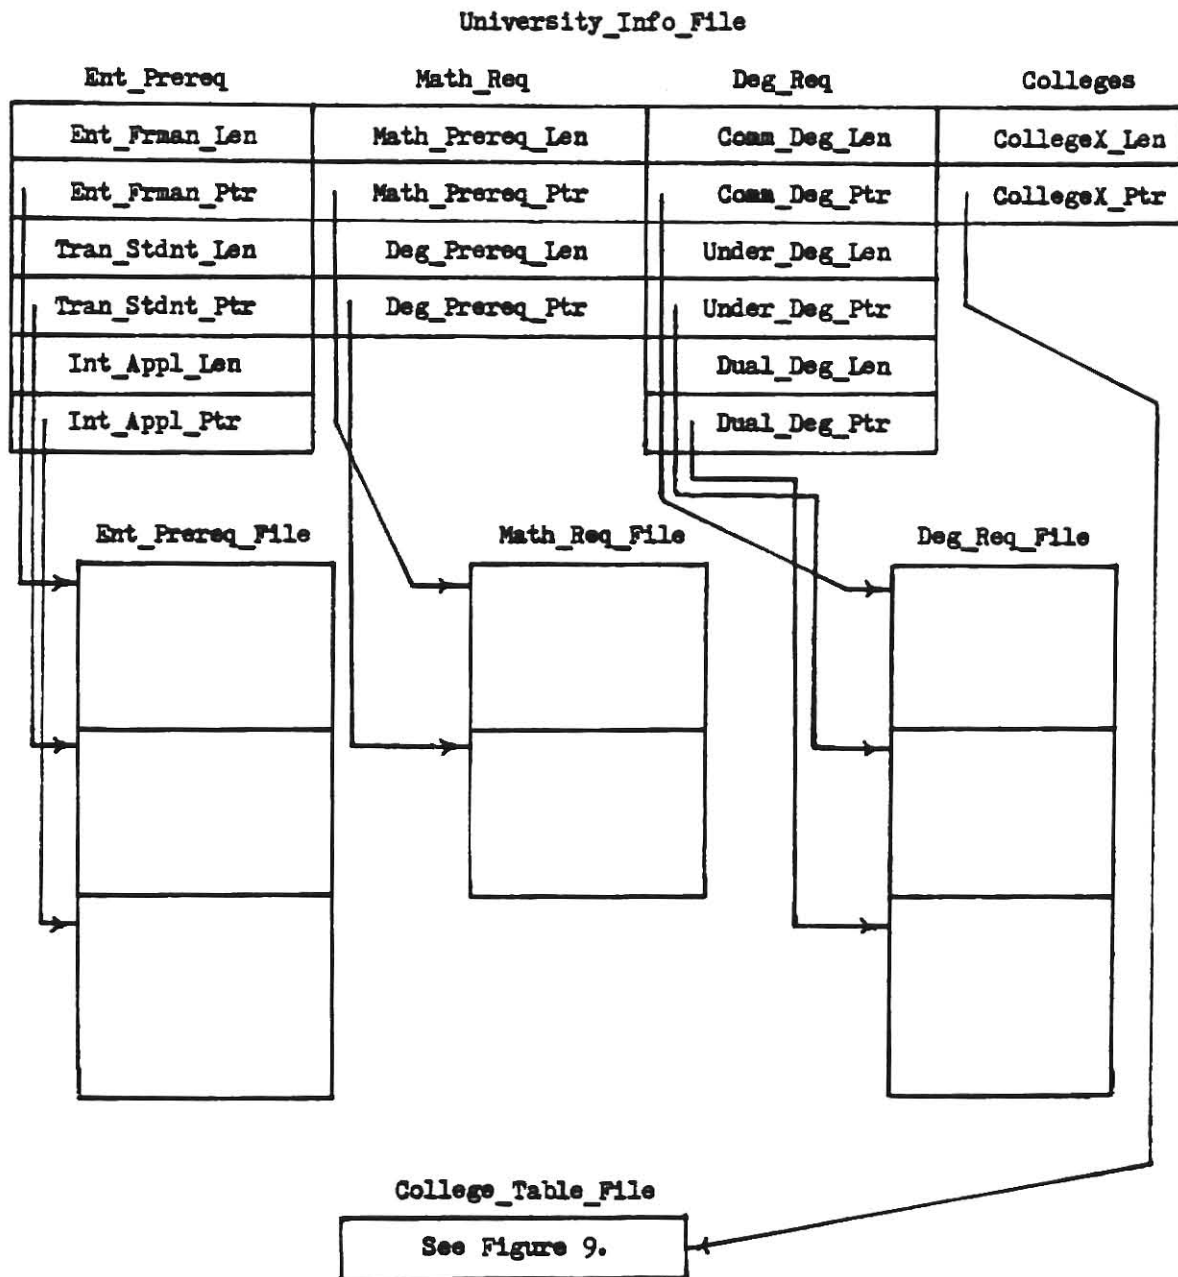 University_Info_File
Ent_Prereq Math_Req Deg_Req Colleges
Ent_Frman_Len Math_Prereq_Len Comm_Deg_Len CollegeX_Len
Ent_Frman_Ptr Math_Prereq_Ptr Comm_Deg_Ptr CollegeX_Ptr
Tran_Stdnt_Len Deg_Prereq_Len Under_Deg_Len
Tran_Stdnt_Ptr Deg_Prereq_Ptr Under_Deg_Ptr
Int_Appl_Len Dual_Deg_Len
Int_Appl_Ptr Dual_Deg_Ptr
Ent_Prereq_File Math_Req_File Deg_Req_File
College_Table_File
See Figure 9.